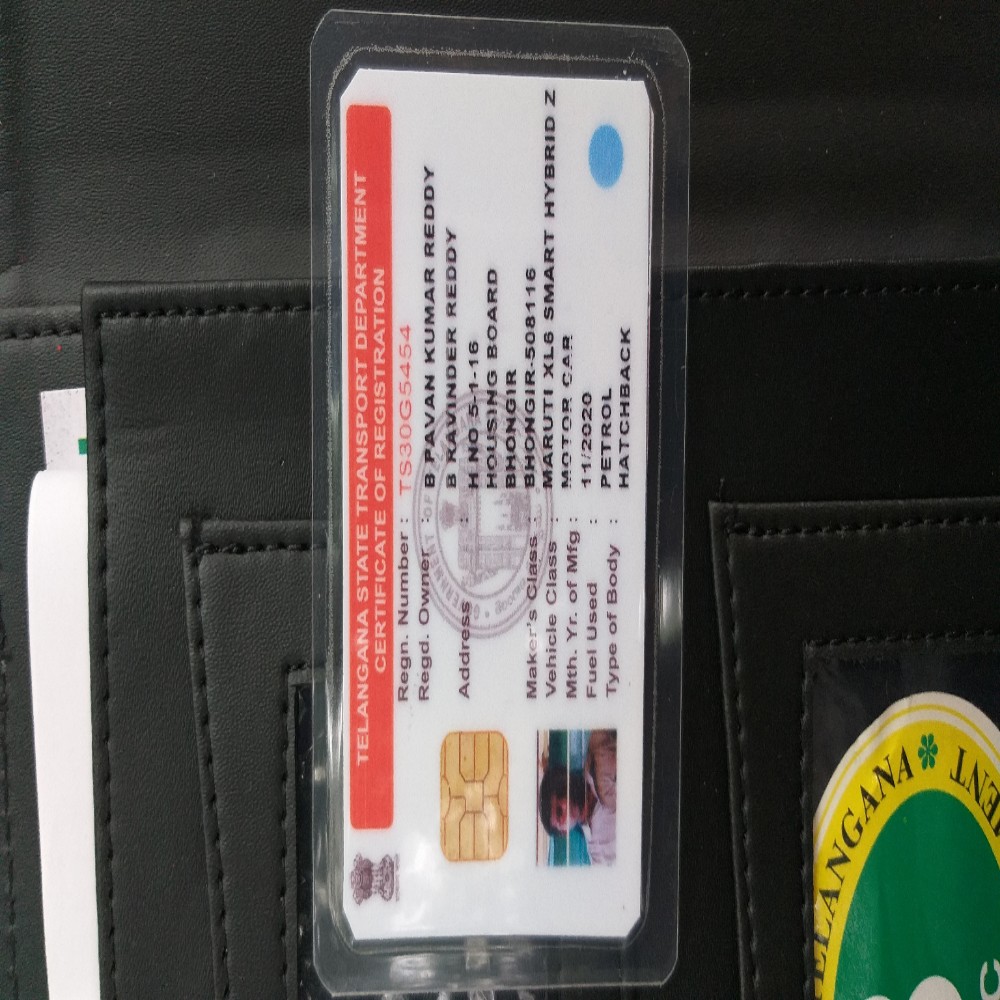 TELANGANA STATE TRANSPORT DEPARTMENT
CERTIFICATE OF REGISTRATION
Regn. Number : TS30G5454
Regd. Owner : B PAVAN KUMAR REDDY
B RAVINDER REDDY
Address : H NO 5-1-16
HOUSING BOARD
BHONGIR
BHONGIR-508116
Maker's Class : MARUTI XL6 SMART HYBRID Z
Vehicle Class : MOTOR CAR
Mth. Yr. of Mfg : 11/2020
Fuel Used : PETROL
Type of Body : HATCHBACK
TELANGANA